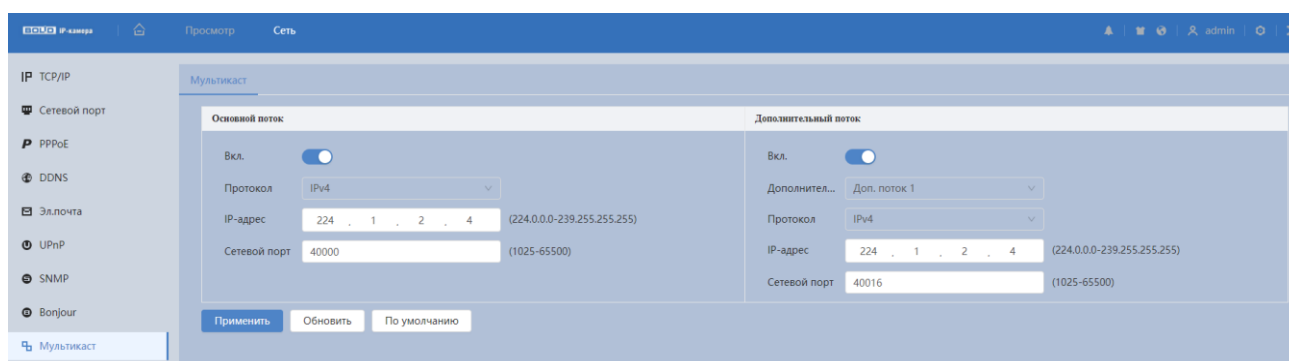 BOLID IP-камера Просмотр Сеть admin
IP TCP/IP
Сетевой порт
P PPPoE
DDNS
Эл.почта
UPnP
SNMP
Bonjour
Мультикаст
Мультикаст
Основной поток
Вкл.
Протокол IPv4
IP-адрес 224 . 1 . 2 . 4 (224.0.0.0-239.255.255.255)
Сетевой порт 40000 (1025-65500)
Дополнительный поток
Вкл.
Дополнител... Доп. поток 1
Протокол IPv4
IP-адрес 224 . 1 . 2 . 4 (224.0.0.0-239.255.255.255)
Сетевой порт 40016 (1025-65500)
Применить Обновить По умолчанию